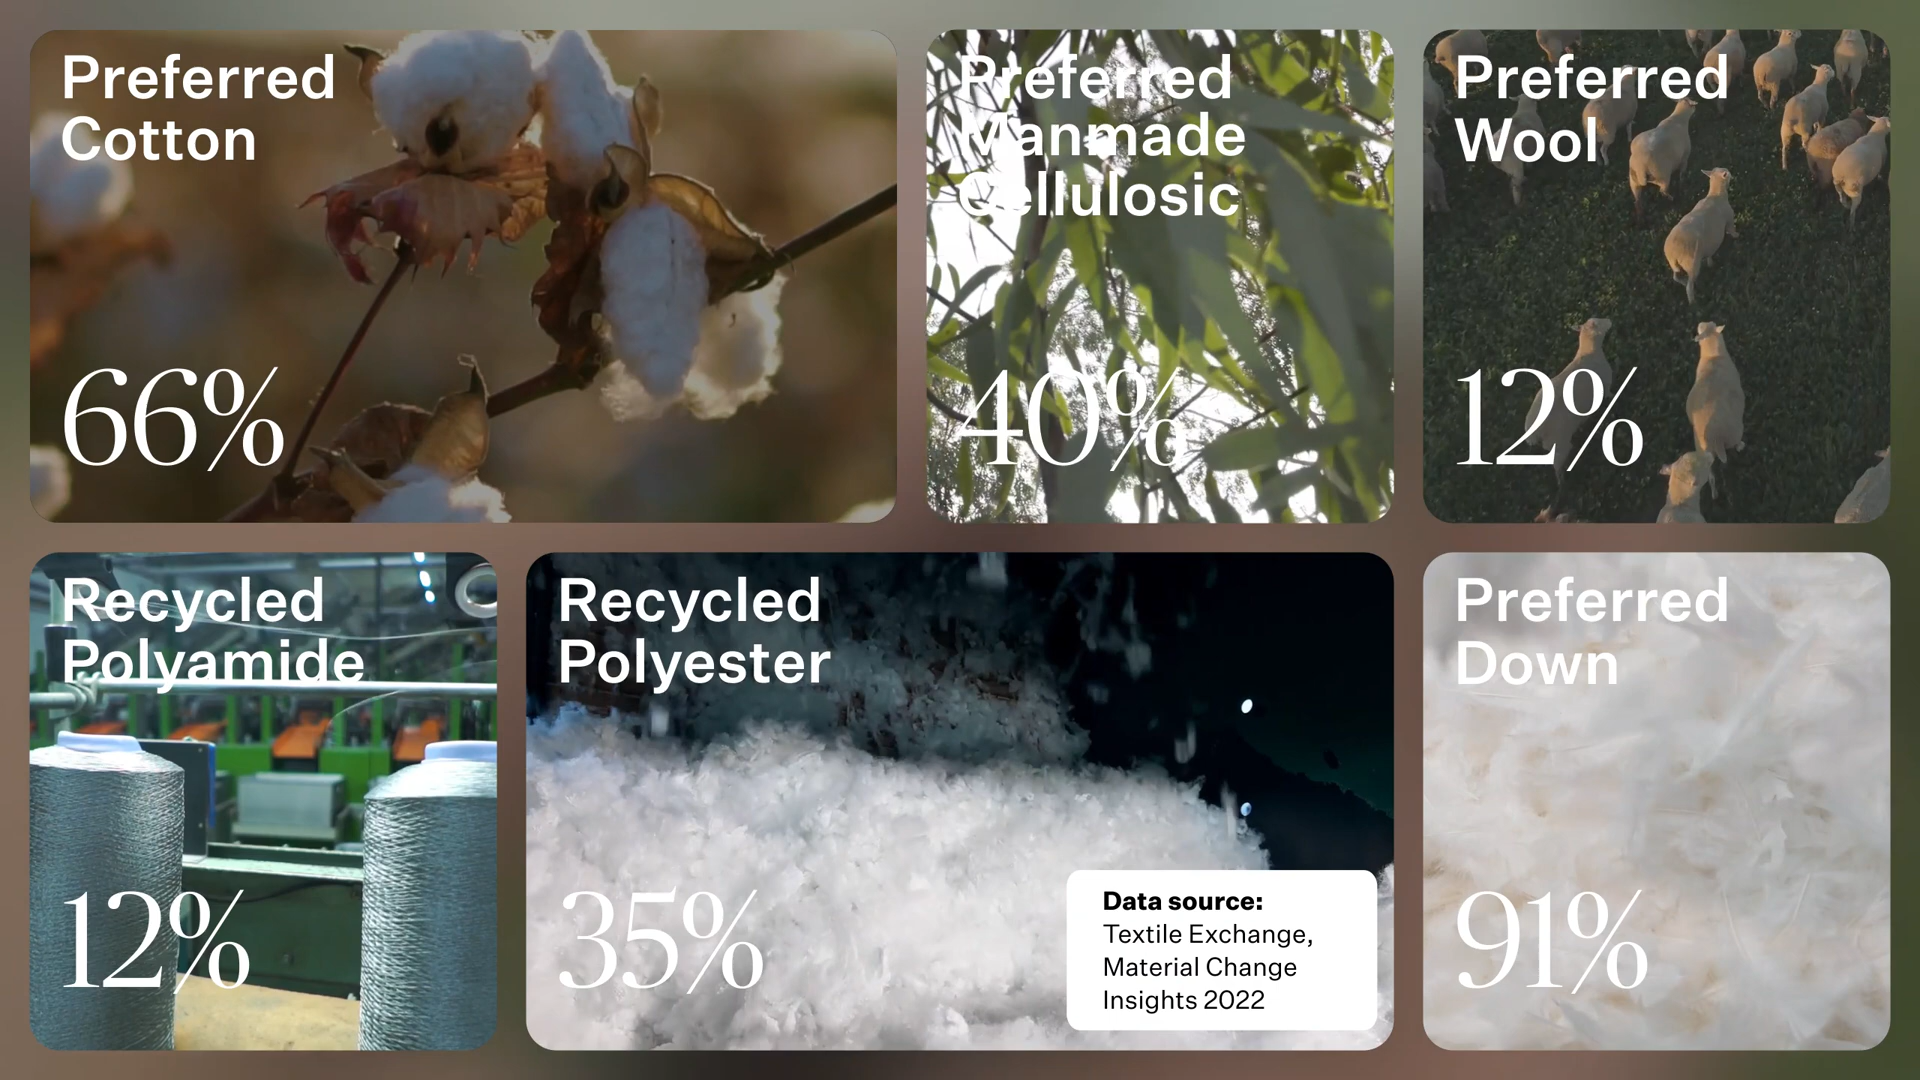 Preferred
Cotton
66%
Preferred
Manmade
Cellulosic
40%
Preferred
Wool
12%
Recycled
Polyamide
12%
Recycled
Polyester
35%
Data source:
Textile Exchange,
Material Change
Insights 2022
Preferred
Down
91%